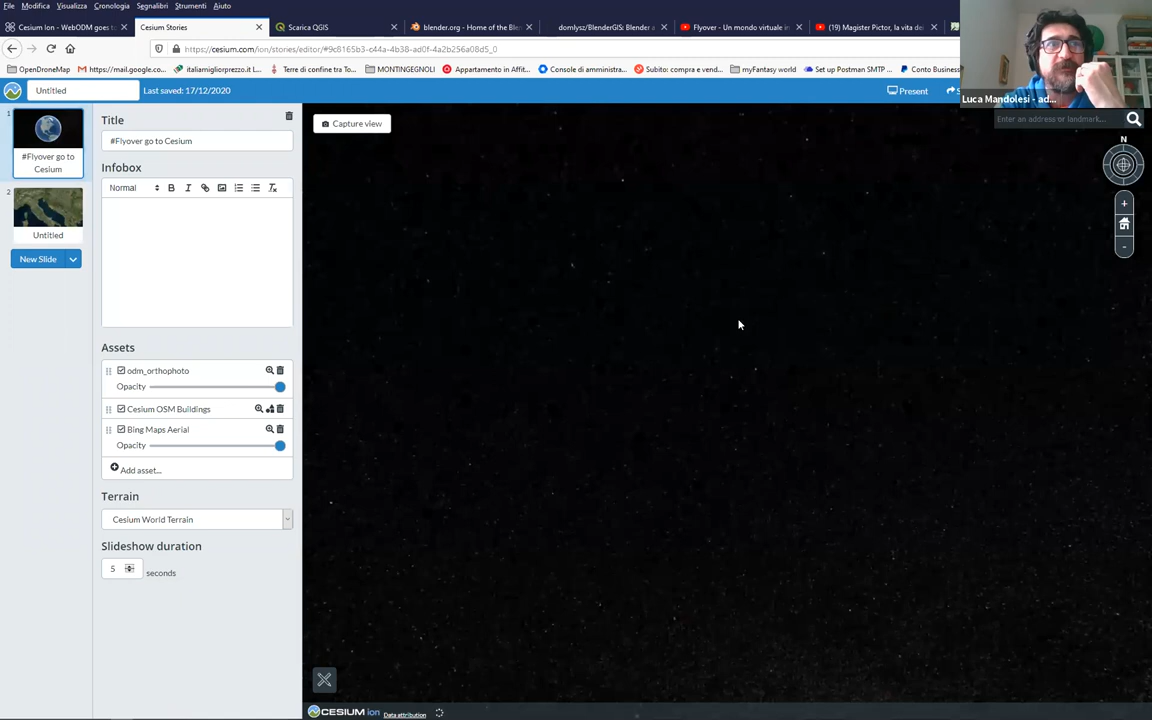 File Modifica Visualizza Cronologia Segnalibri Strumenti Aiuto
Cesium Ion - WebODM goes to
Cesium Stories
Scarica QGIS
blender.org - Home of the Blen
domlysz/BlenderGIS: Blender a
Flyover - Un mondo virtuale in
(19) Magister Pictor, la vita de
https://cesium.com/ion/stories/editor/#9c8165b3-c44a-4b38-ad0f-4a2b256a08d5_0
OpenDroneMap
https://mail.google.co...
italiamigliorprezzo.it L...
Terre di confine tra To...
MONTINGEGNOLI
Appartamento in Affit...
Console di amministra...
Subito: compra e vend...
myFantasy world
Set up Postman SMTP ...
Conto Business
Untitled
Last saved: 17/12/2020
Present
Luca Mandolesi - ad...
1
#Flyover go to
Cesium
2
Untitled
New Slide
Title
#Flyover go to Cesium
Infobox
Normal
B I
Assets
odm_orthophoto
Opacity
Cesium OSM Buildings
Bing Maps Aerial
Opacity
Add asset...
Terrain
Cesium World Terrain
Slideshow duration
5 seconds
Capture view
Enter an address or landmark...
N
+
-
CESIUM ion
Data attribution